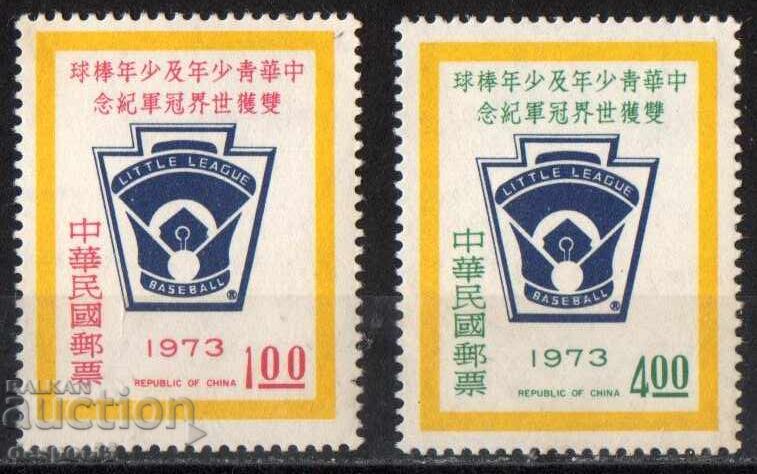 中華青少年及少年棒球
雙獲世界冠軍紀念
LITTLE LEAGUE
BASEBALL
®
中華民國郵票
1973
REPUBLIC OF CHINA
1.00
中華青少年及少年棒球
雙獲世界冠軍紀念
LITTLE LEAGUE
BASEBALL
®
中華民國郵票
1973
REPUBLIC OF CHINA
4.00
BALKAN
auction